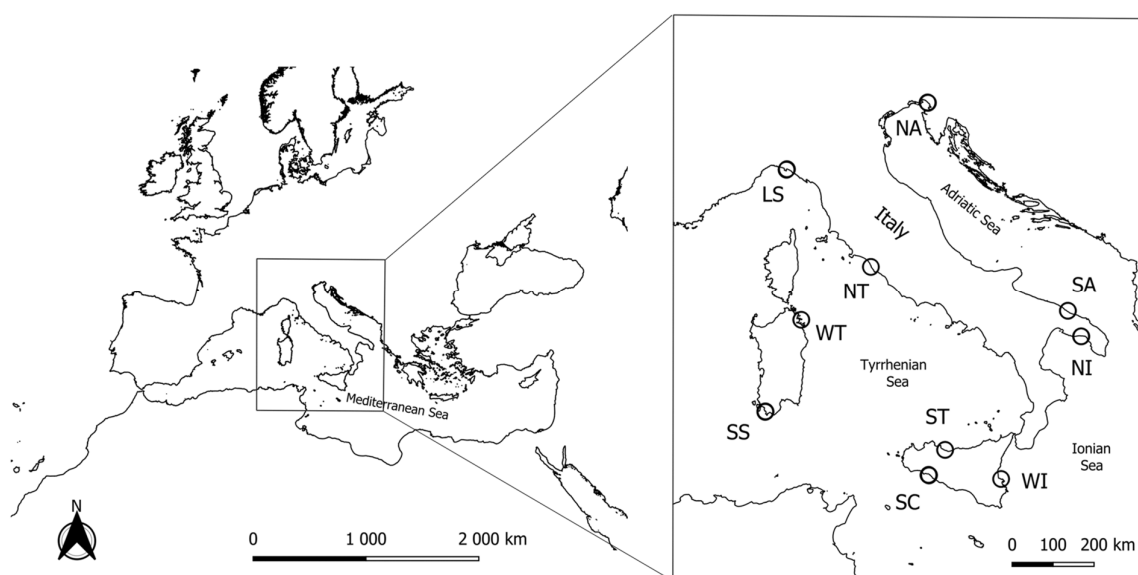 NA
LS
Italy
Adriatic Sea
SA
NT
WT
NI
Tyrrhenian
Sea
Mediterranean Sea
SS
ST
Ionian
Sea
WI
SC
N
0 1 000 2 000 km
0 100 200 km